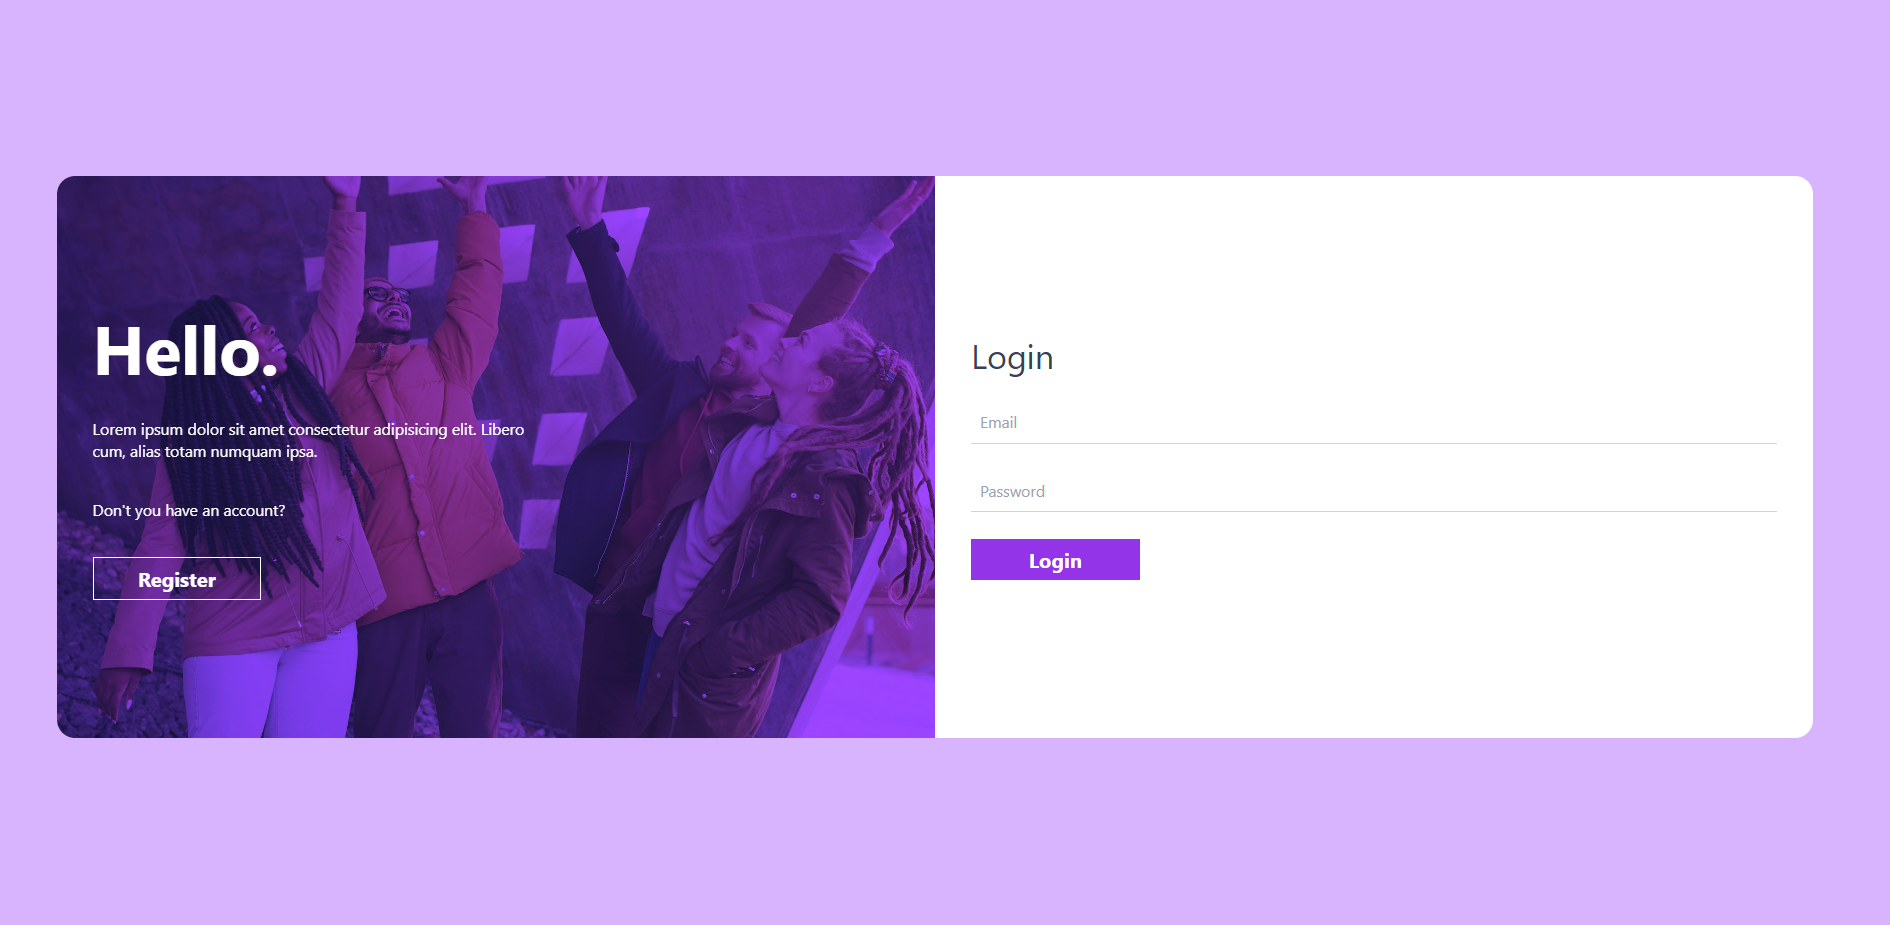 Hello.
Lorem ipsum dolor sit amet consectetur adipisicing elit. Libero
cum, alias totam numquam ipsa.
Don't you have an account?
Register
Login
Email
Password
Login